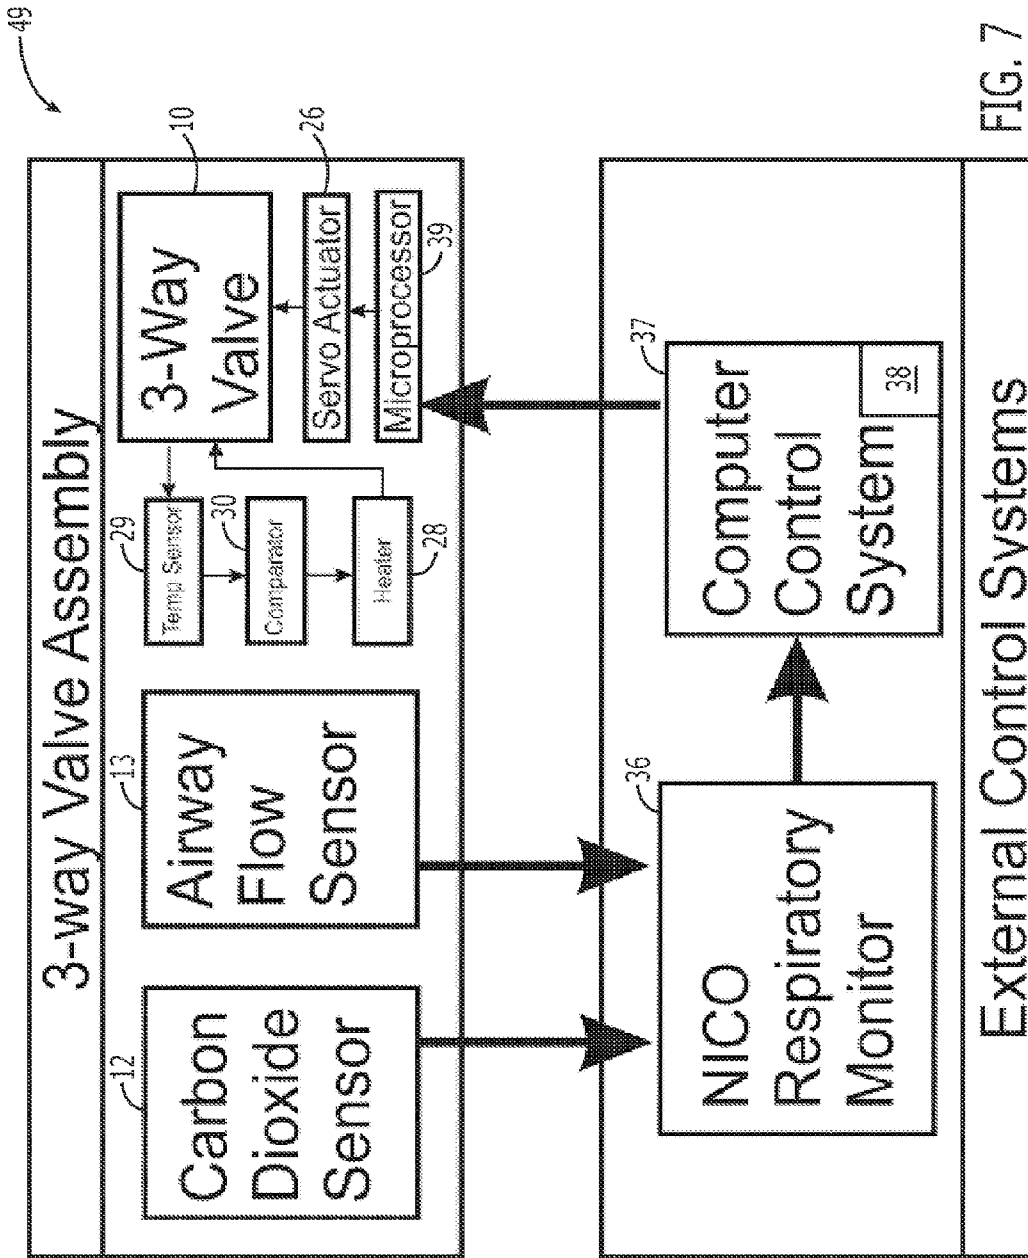 49
3-way Valve Assembly
12
Carbon
Dioxide
Sensor
13
Airway
Flow
Sensor
29
Temp Sensor
30
Comparator
Heater
28
10
3-Way
Valve
26
Servo Actuator
Microprocessor
39
36
NICO
Respiratory
Monitor
37
Computer
Control
System
38
External Control Systems
FIG. 7